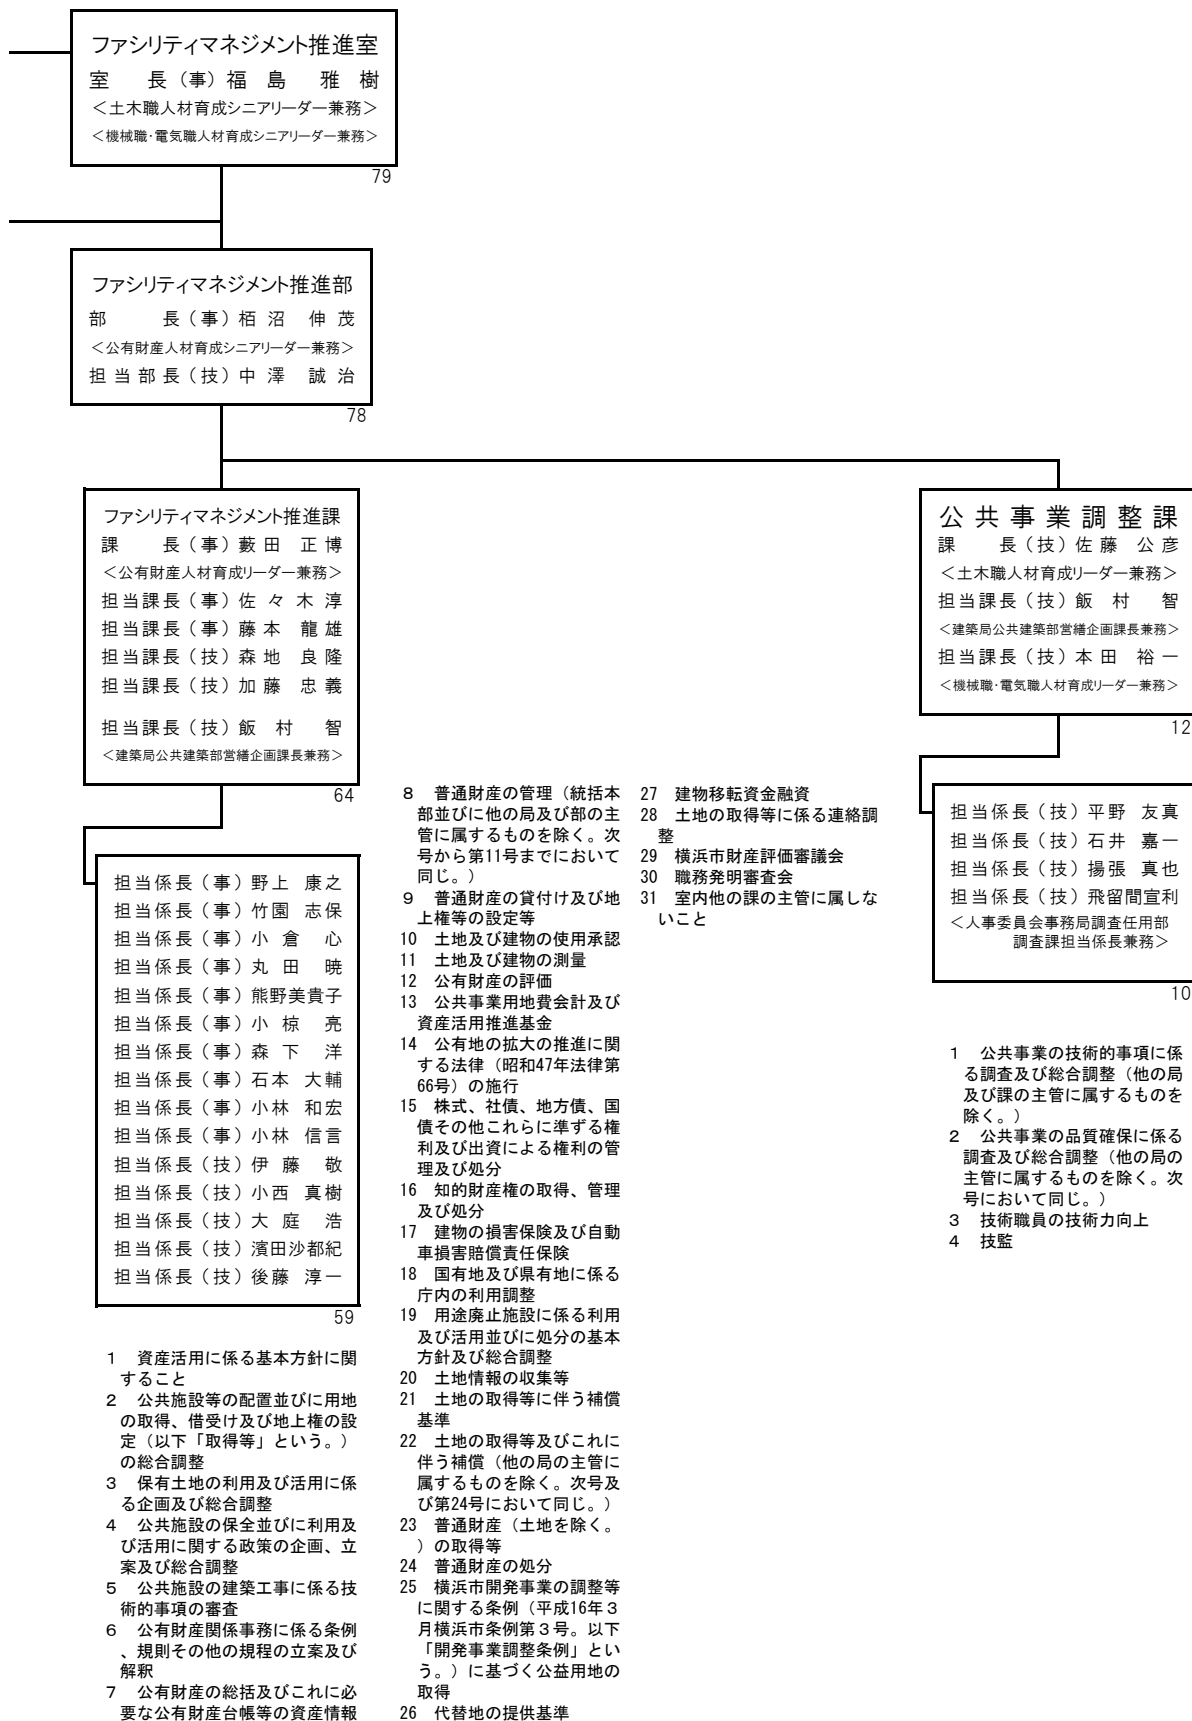 ファシリティマネジメント推進室
室　長（事）福　島　雅　樹
＜土木職人材育成シニアリーダー兼務＞
＜機械職・電気職人材育成シニアリーダー兼務＞
79
ファシリティマネジメント推進部
部　　長（事）栢沼　伸茂
＜公有財産人材育成シニアリーダー兼務＞
担当部長（技）中澤　誠治
78
ファシリティマネジメント推進課
課　　長（事）藪田　正博
＜公有財産人材育成リーダー兼務＞
担当課長（事）佐々木淳
担当課長（事）藤本　龍雄
担当課長（技）森地　良隆
担当課長（技）加藤　忠義
担当課長（技）飯　村　　智
＜建築局公共建築部営繕企画課長兼務＞
64
担当係長（事）野上　康之
担当係長（事）竹園　志保
担当係長（事）小　倉　　心
担当係長（事）丸　田　　暁
担当係長（事）熊野美貴子
担当係長（事）小　椋　　亮
担当係長（事）森　下　　洋
担当係長（事）石本　大輔
担当係長（事）小林　和宏
担当係長（事）小林　信言
担当係長（技）伊　藤　　敬
担当係長（技）小西　真樹
担当係長（技）大　庭　　浩
担当係長（技）濱田沙都紀
担当係長（技）後藤　淳一
59
１　資産活用に係る基本方針に関
すること
２　公共施設等の配置並びに用地
の取得、借受け及び地上権の設
定（以下「取得等」という。）
の総合調整
３　保有土地の利用及び活用に係
る企画及び総合調整
４　公共施設の保全並びに利用及
び活用に関する政策の企画、立
案及び総合調整
５　公共施設の建築工事に係る技
術的事項の審査
６　公有財産関係事務に係る条例
、規則その他の規程の立案及び
解釈
７　公有財産の総括及びこれに必
要な公有財産台帳等の資産情報
８　普通財産の管理（統括本
部並びに他の局及び部の主
管に属するものを除く。次
号から第11号までにおいて
同じ。）
９　普通財産の貸付け及び地
上権等の設定等
10　土地及び建物の使用承認
11　土地及び建物の測量
12　公有財産の評価
13　公共事業用地費会計及び
資産活用推進基金
14　公有地の拡大の推進に関
する法律（昭和47年法律第
66号）の施行
15　株式、社債、地方債、国
債その他これらに準ずる権
利及び出資による権利の管
理及び処分
16　知的財産権の取得、管理
及び処分
17　建物の損害保険及び自動
車損害賠償責任保険
18　国有地及び県有地に係る
庁内の利用調整
19　用途廃止施設に係る利用
及び活用並びに処分の基本
方針及び総合調整
20　土地情報の収集等
21　土地の取得等に伴う補償
基準
22　土地の取得等及びこれに
伴う補償（他の局の主管に
属するものを除く。次号及
び第24号において同じ。）
23　普通財産（土地を除く。
）の取得等
24　普通財産の処分
25　横浜市開発事業の調整等
に関する条例（平成16年３
月横浜市条例第３号。以下
「開発事業調整条例」とい
う。）に基づく公益用地の
取得
26　代替地の提供基準
27　建物移転資金融資
28　土地の取得等に係る連絡調
整
29　横浜市財産評価審議会
30　職務発明審査会
31　室内他の課の主管に属しな
いこと
公共事業調整課
課　　長（技）佐藤　公彦
＜土木職人材育成リーダー兼務＞
担当課長（技）飯　村　　智
＜建築局公共建築部営繕企画課長兼務＞
担当課長（技）本田　裕一
＜機械職・電気職人材育成リーダー兼務＞
12
担当係長（技）平野　友真
担当係長（技）石井　嘉一
担当係長（技）揚張　真也
担当係長（技）飛留間宣利
＜人事委員会事務局調査任用部
調査課担当係長兼務＞
10
１　公共事業の技術的事項に係
る調査及び総合調整（他の局
及び課の主管に属するものを
除く。）
２　公共事業の品質確保に係る
調査及び総合調整（他の局の
主管に属するものを除く。次
号において同じ。）
３　技術職員の技術力向上
４　技監